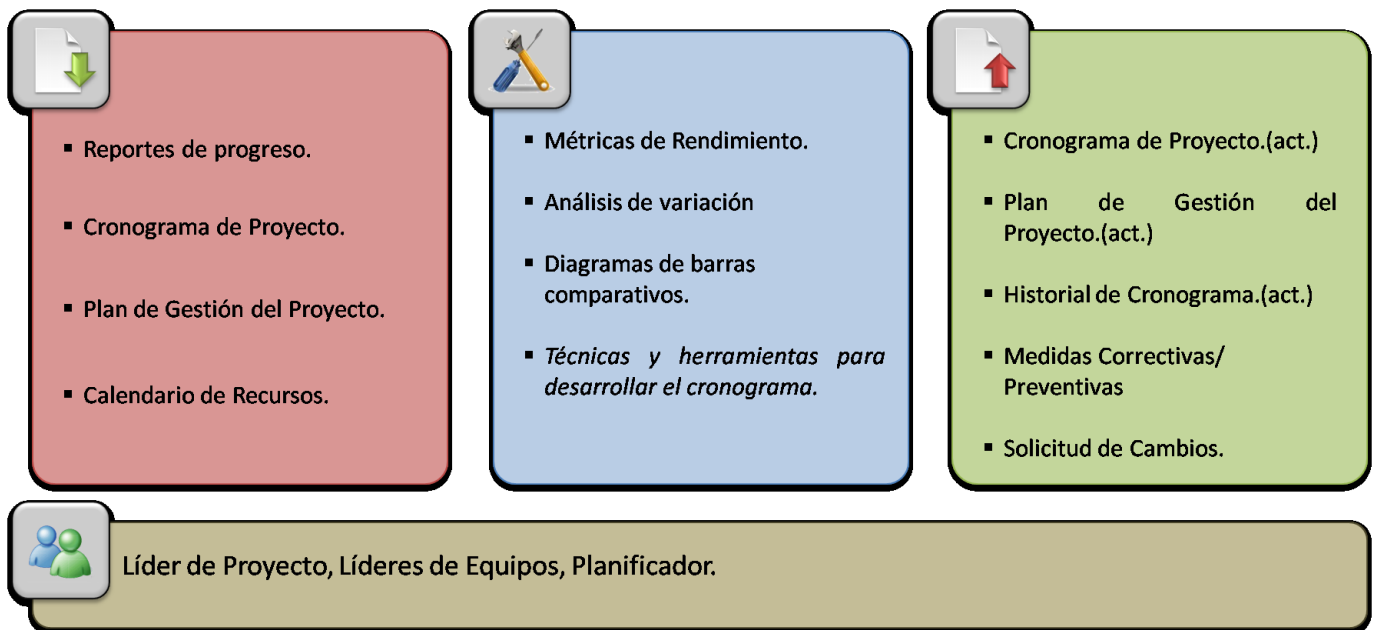 Reportes de progreso.
Cronograma de Proyecto.
Plan de Gestión del Proyecto.
Calendario de Recursos.
Métricas de Rendimiento.
Análisis de variación
Diagramas de barras
comparativos.
Técnicas y herramientas para
desarrollar el cronograma.
Cronograma de Proyecto.(act.)
Plan de Gestión del
Proyecto.(act.)
Historial de Cronograma.(act.)
Medidas Correctivas/
Preventivas
Solicitud de Cambios.
Líder de Proyecto, Líderes de Equipos, Planificador.